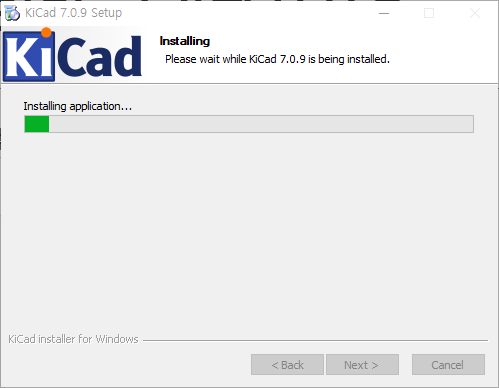 KiCad 7.0.9 Setup
KiCad
Installing
Please wait while KiCad 7.0.9 is being installed.
Installing application...
KiCad installer for Windows
< Back
Next >
Cancel